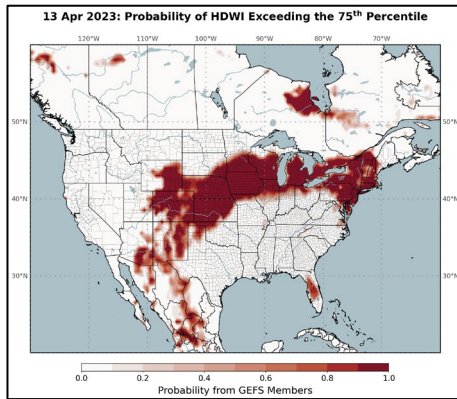 13 Apr 2023: Probability of HDWI Exceeding the 75th Percentile
120°W 110°W 100°W 90°W 80°W 70°W
50°N 50°N
40°N 40°N
30°N 30°N
0.0 0.2 0.4 0.6 0.8 1.0
Probability from GEFS Members